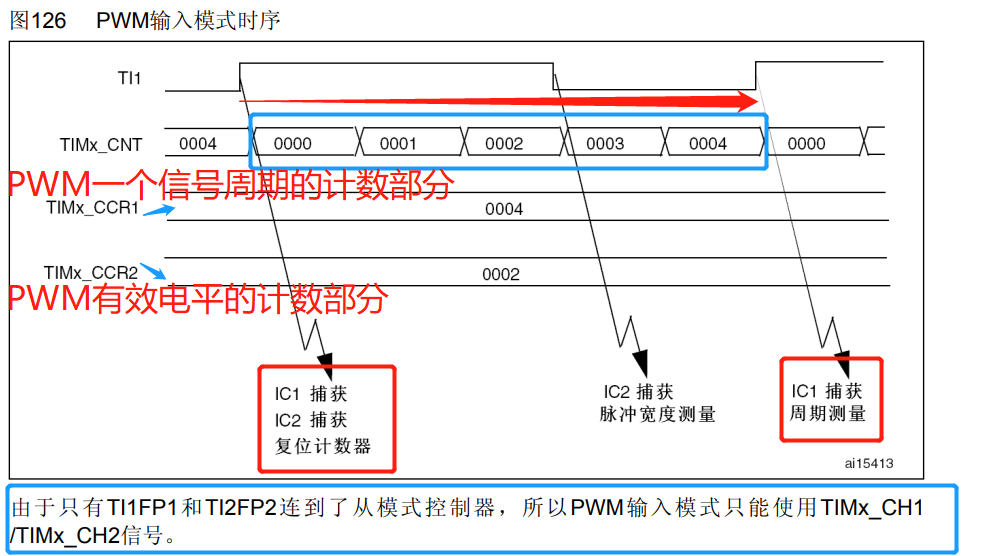 图126 PWM输入模式时序
TI1
TIMx_CNT
0004 0000 0001 0002 0003 0004 0000
PWM一个信号周期的计数部分
TIMx_CCR1
0004
TIMx_CCR2
0002
PWM有效电平的计数部分
IC1 捕获
IC2 捕获
复位计数器
IC2 捕获
脉冲宽度测量
IC1 捕获
周期测量
ai15413
由于只有TI1FP1和TI2FP2连到了从模式控制器，所以PWM输入模式只能使用TIMx_CH1
/TIMx_CH2信号。